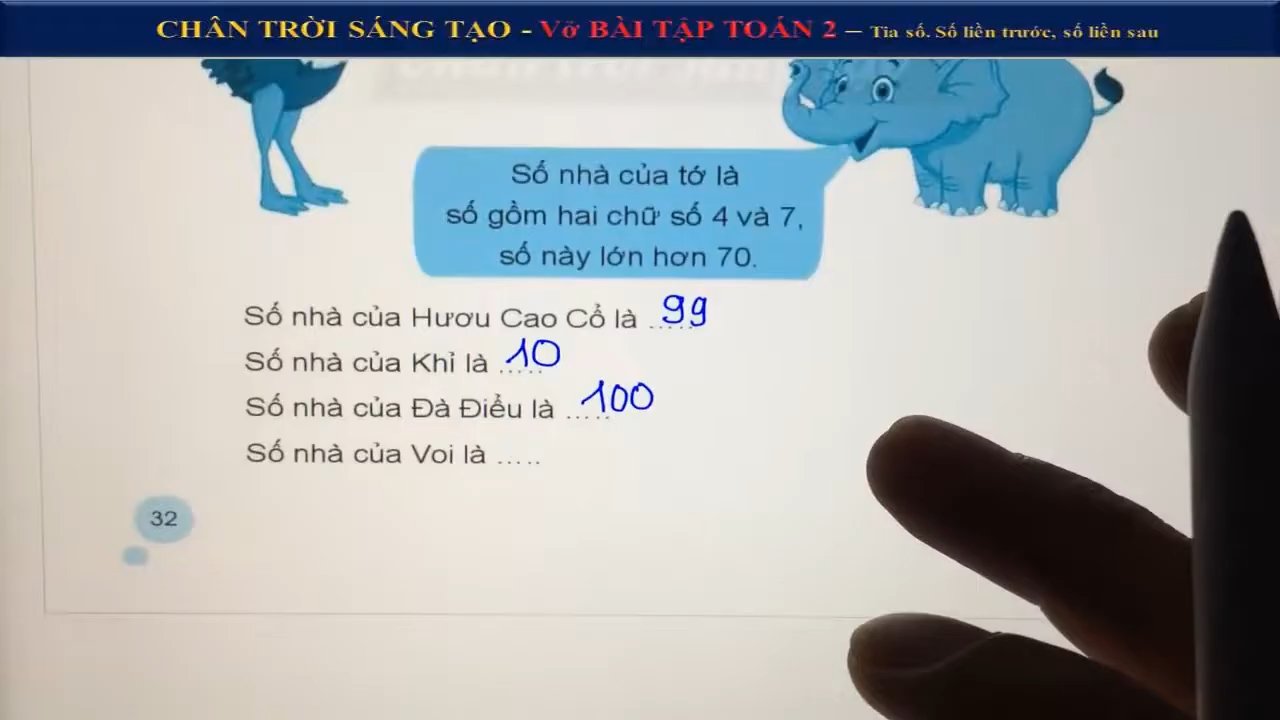 CHÂN TRỜI SÁNG TẠO - VỞ BÀI TẬP TOÁN 2 – Tia số. Số liền trước, số liền sau
Số nhà của tớ là
số gồm hai chữ số 4 và 7,
số này lớn hơn 70.
Số nhà của Hươu Cao Cổ là ..... 99
Số nhà của Khỉ là ..... 10
Số nhà của Đà Điểu là ..... 100
Số nhà của Voi là .....
32